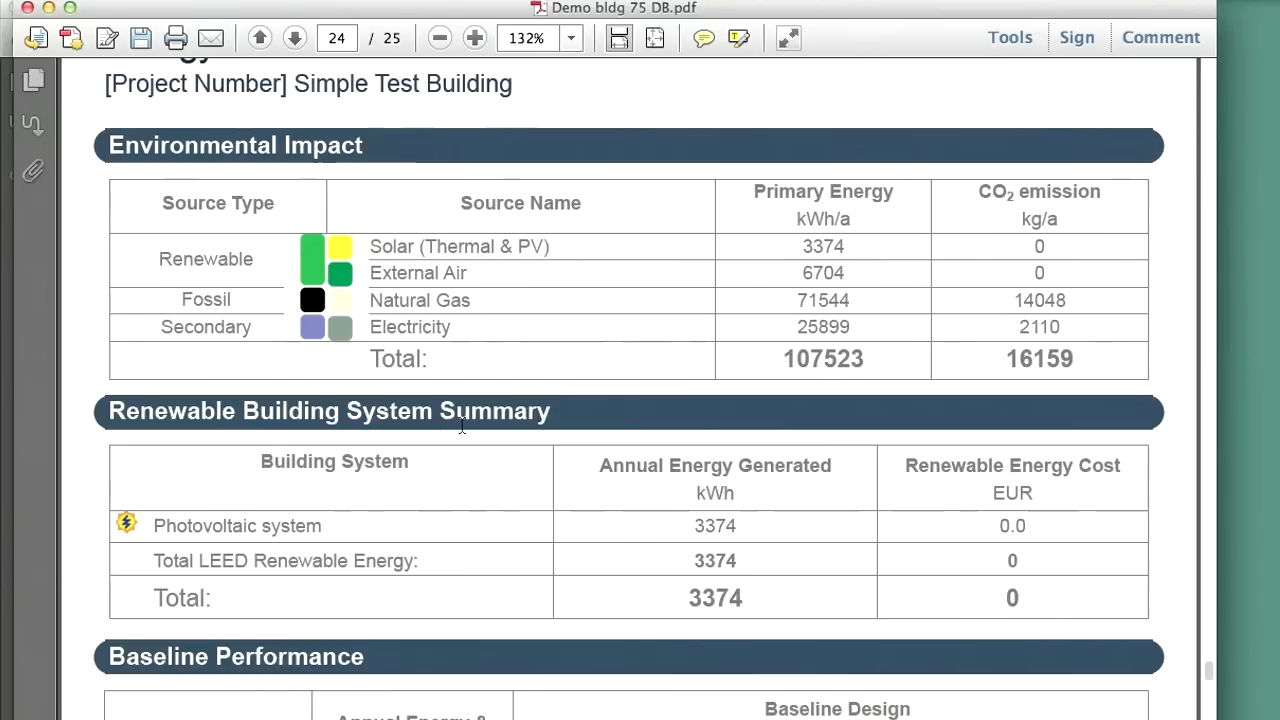 Demo bldg 75 DB.pdf
24 / 25 132% Tools Sign Comment
[Project Number] Simple Test Building
Environmental Impact
Source Type Source Name Primary Energy kWh/a CO₂ emission kg/a
Renewable Solar (Thermal & PV) 3374 0
External Air 6704 0
Fossil Natural Gas 71544 14048
Secondary Electricity 25899 2110
Total: 107523 16159
Renewable Building System Summary
Building System Annual Energy Generated kWh Renewable Energy Cost EUR
Photovoltaic system 3374 0.0
Total LEED Renewable Energy: 3374 0
Total: 3374 0
Baseline Performance
Annual Energy & Baseline Design